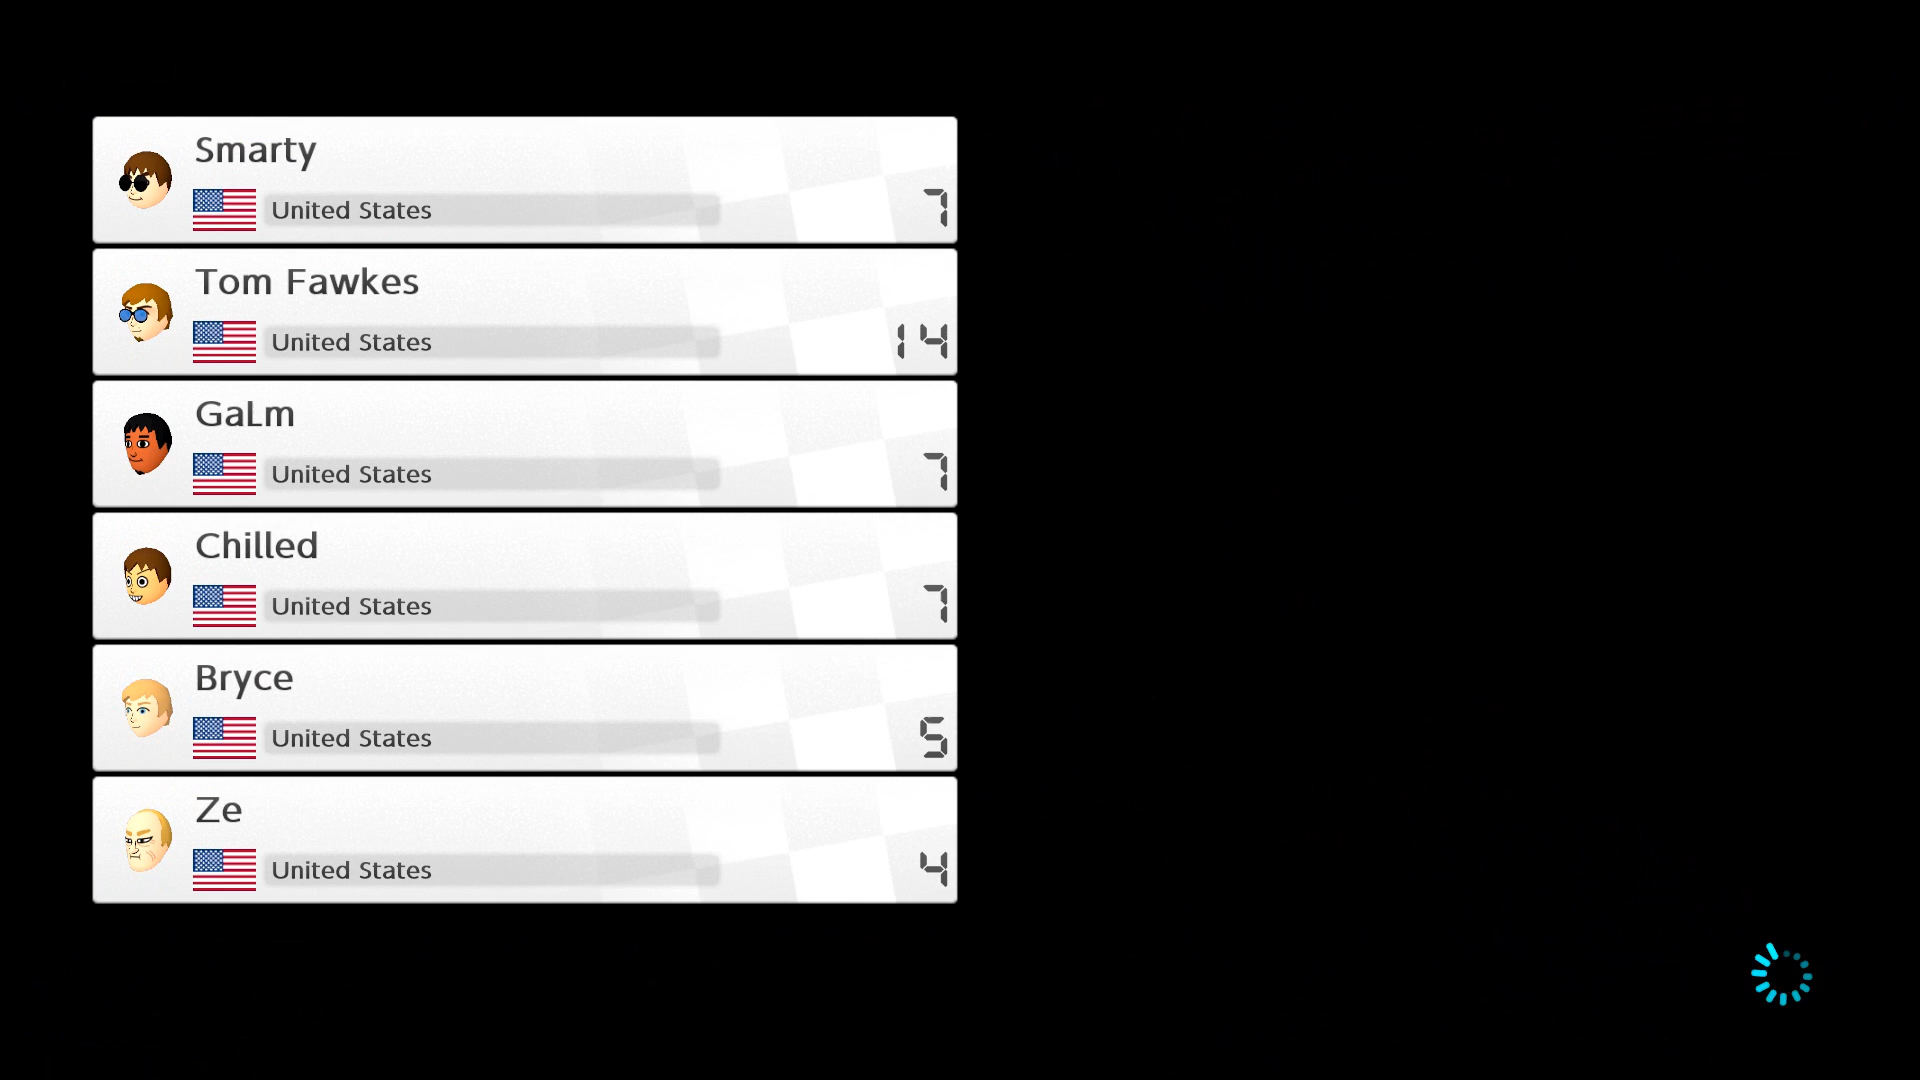 Smarty
United States
7
Tom Fawkes
United States
14
GaLm
United States
7
Chilled
United States
7
Bryce
United States
5
Ze
United States
4